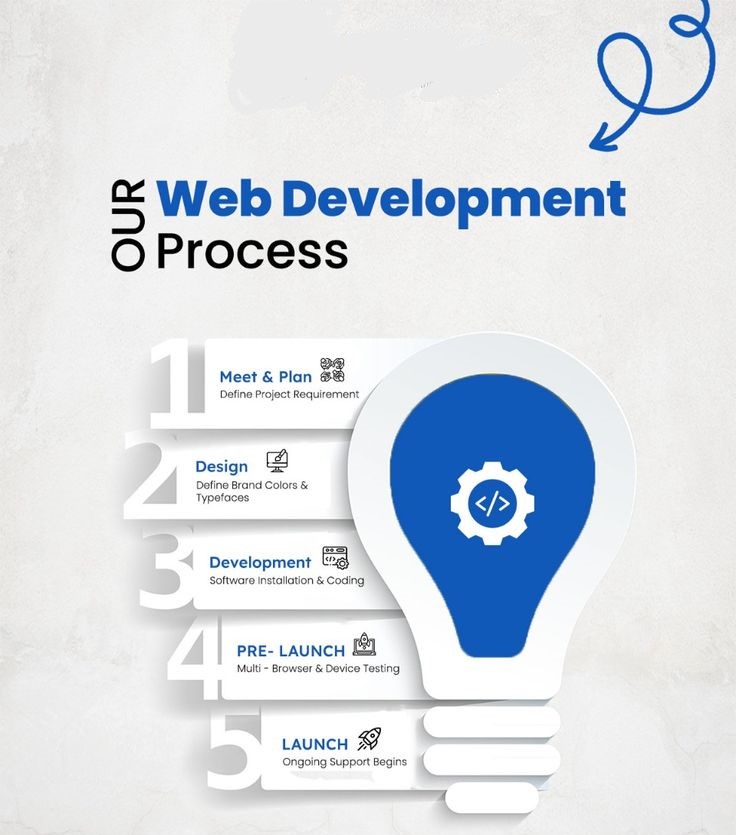 OUR
Web Development
Process
1
Meet & Plan
Define Project Requirement
2
Design
Define Brand Colors &
Typefaces
3
Development
Software Installation & Coding
4
PRE- LAUNCH
Multi - Browser & Device Testing
5
LAUNCH
Ongoing Support Begins
</>